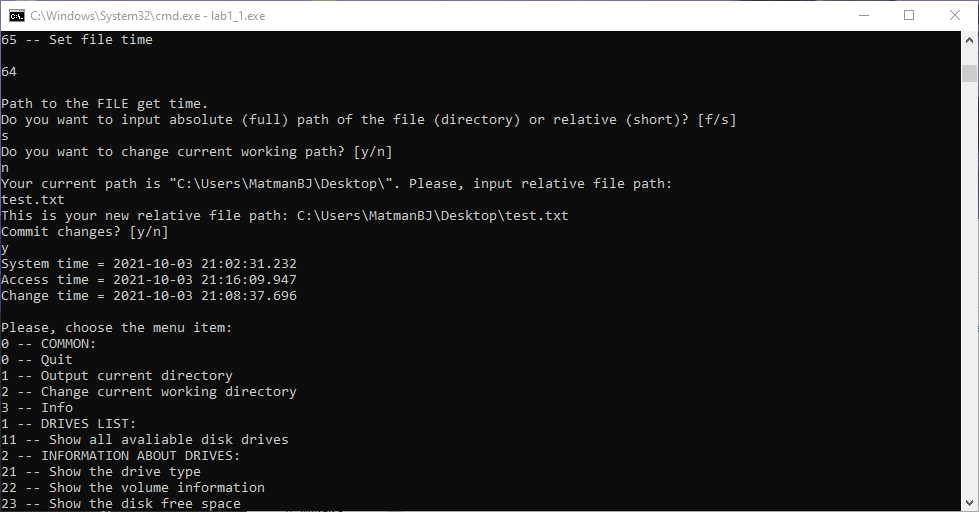 C:\Windows\System32\cmd.exe - lab1_1.exe
65 -- Set file time
64
Path to the FILE get time.
Do you want to input absolute (full) path of the file (directory) or relative (short)? [f/s]
s
Do you want to change current working path? [y/n]
n
Your current path is "C:\Users\MatmanBJ\Desktop\". Please, input relative file path:
test.txt
This is your new relative file path: C:\Users\MatmanBJ\Desktop\test.txt
Commit changes? [y/n]
y
System time = 2021-10-03 21:02:31.232
Access time = 2021-10-03 21:16:09.947
Change time = 2021-10-03 21:08:37.696
Please, choose the menu item:
0 -- COMMON:
0 -- Quit
1 -- Output current directory
2 -- Change current working directory
3 -- Info
1 -- DRIVES LIST:
11 -- Show all avaliable disk drives
2 -- INFORMATION ABOUT DRIVES:
21 -- Show the drive type
22 -- Show the volume information
23 -- Show the disk free space